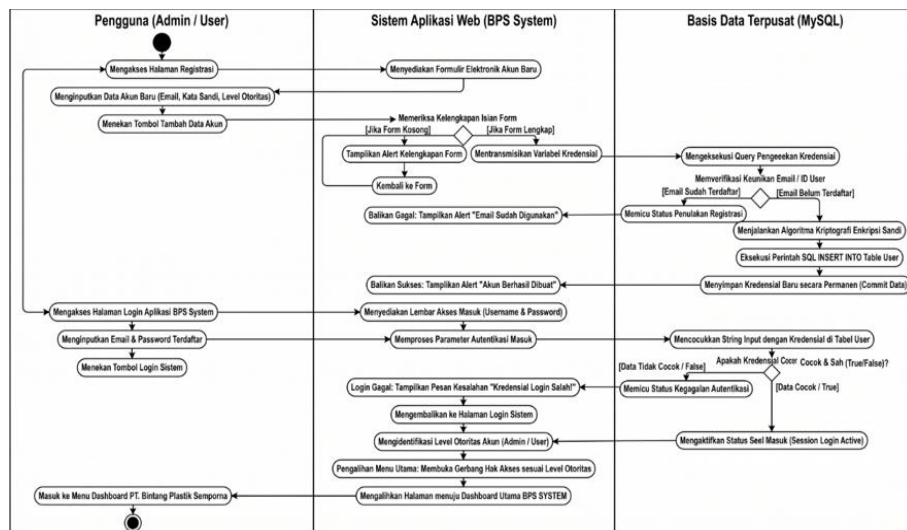 Pengguna (Admin / User)
Sistem Aplikasi Web (BPS System)
Basis Data Terpusat (MySQL)
Mengakses Halaman Registrasi
Menyediakan Formulir Elektronik Akun Baru
Menginputkan Data Akun Baru (Email, Kata Sandi, Level Otoritas)
Menekan Tombol Tambah Data Akun
Memeriksa Kelengkapan Isian Form
[Jika Form Kosong]
[Jika Form Lengkap]
Tampilkan Alert Kelengkapan Form
Mentransmisikan Variabel Kredensial
Mengeksekusi Query Pengeeekan Kredensial
Kembali ke Form
Memverifikasi Keunikan Email / ID User
[Email Sudah Terdaftar]
[Email Belum Terdaftar]
Balikan Gagal: Tampilkan Alert "Email Sudah Digunakan"
Memicu Status Penulakan Registrasi
Menjalankan Algoritma Kriptografi Enkripsi Sandi
Eksekusi Perintah SQL INSERT INTO Table User
Balikan Sukses: Tampilkan Alert "Akun Berhasil Dibuat"
Menyimpan Kredensial Baru secara Permanen (Commit Data)
Mengakses Halaman Login Aplikasi BPS System
Menyediakan Lembar Akses Masuk (Username & Password)
Menginputkan Email & Password Terdaftar
Memproses Parameter Autentikasi Masuk
Mencocukkan String Input dengan Kredensial di Tabel User
Menekan Tombol Login Sistem
Apakah Kredensial Cocor Cocok & Sah (True/False)?
[Data Tidak Cocok / False]
[Data Cocok / True]
Login Gagal: Tampilkan Pesan Kesalahan "Kredensial Login Salah!"
Memicu Status Kegagalan Autentikasi
Mengembalikan ke Halaman Login Sistem
Mengidentifikasi Level Otoritas Akun (Admin / User)
Mengaktifkan Status Seel Masuk (Session Login Active)
Pengalihan Menu Utama: Membuka Gerbang Hak Akses sesuai Level Otoritas
Masuk ke Menu Dashboard PT. Bintang Plastik Semporna
Mengalihkan Halaman menuju Dashboard Utama BPS SYSTEM